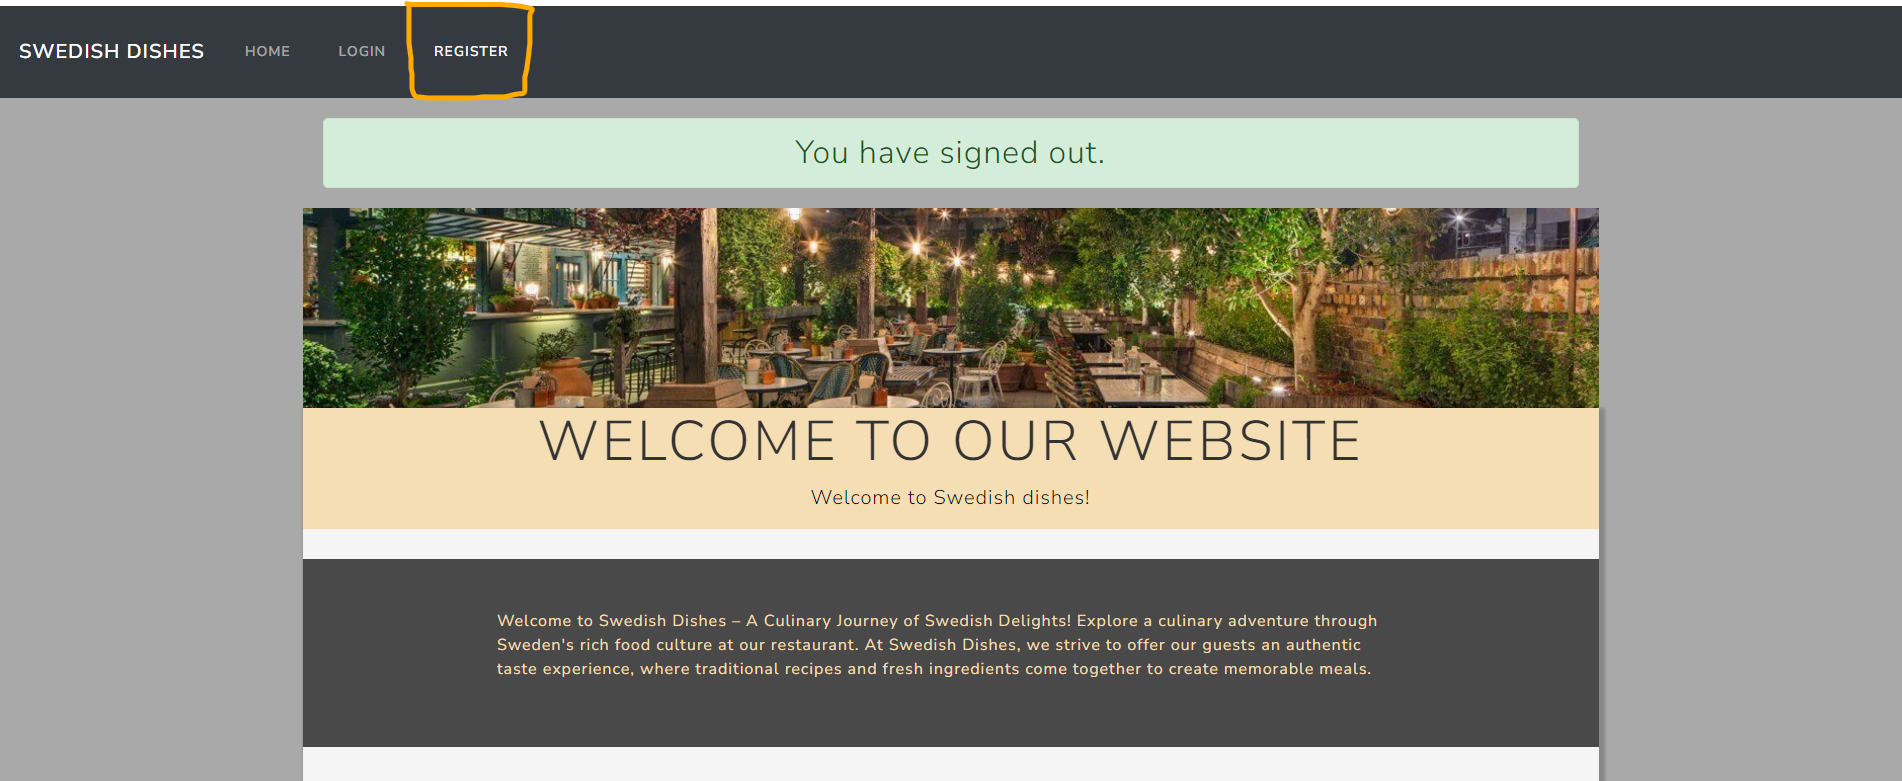 SWEDISH DISHES HOME LOGIN REGISTER
You have signed out.
WELCOME TO OUR WEBSITE
Welcome to Swedish dishes!
Welcome to Swedish Dishes – A Culinary Journey of Swedish Delights! Explore a culinary adventure through
Sweden's rich food culture at our restaurant. At Swedish Dishes, we strive to offer our guests an authentic
taste experience, where traditional recipes and fresh ingredients come together to create memorable meals.